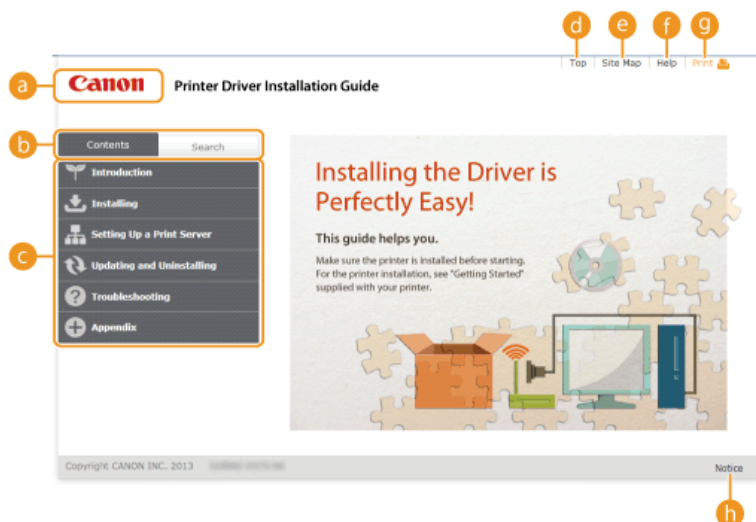 d e f g
Top Site Map Help Print
a Canon Printer Driver Installation Guide
b Contents Search
c
Introduction
Installing
Setting Up a Print Server
Updating and Uninstalling
Troubleshooting
Appendix
Installing the Driver is
Perfectly Easy!
This guide helps you.
Make sure the printer is installed before starting.
For the printer installation, see "Getting Started"
supplied with your printer.
Copyright CANON INC. 2013
Notice
h